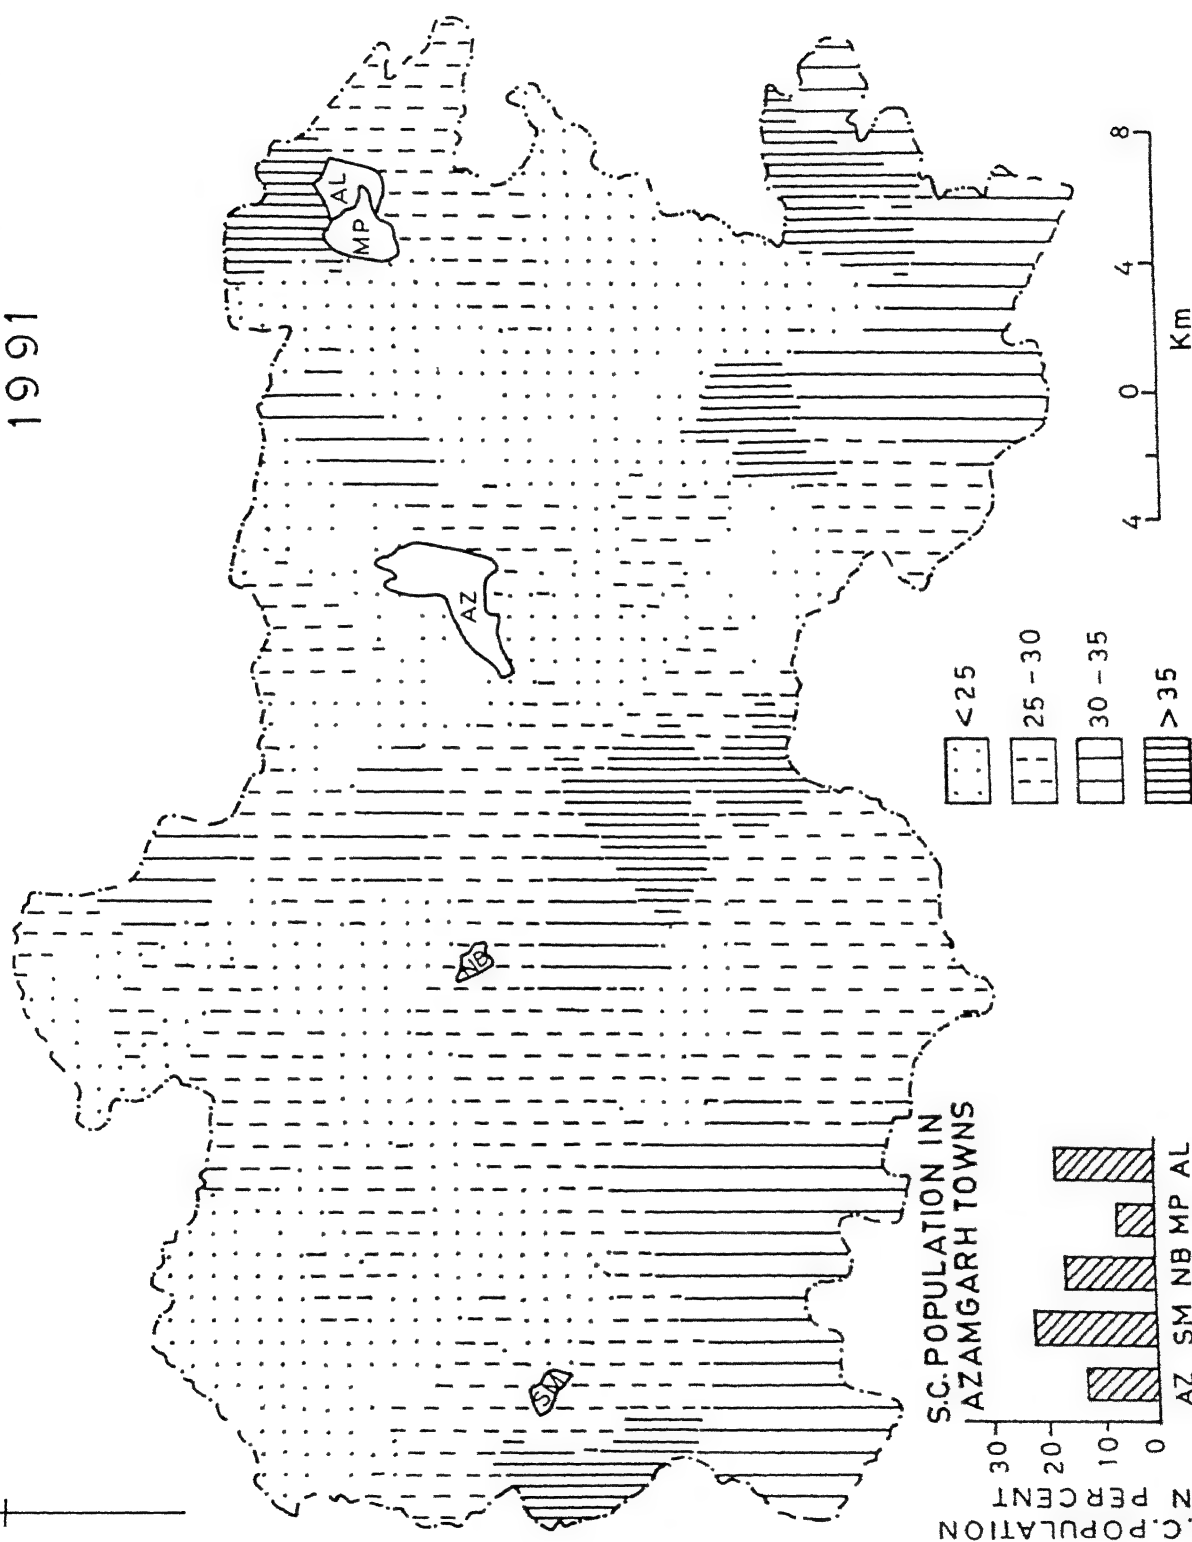 1991
AL
MP
AZ
NB
SM
8
4
0
4
Km
<25
25-30
30-35
>35
S.C. POPULATION IN
AZAMGARH TOWNS
30
20
10
0
.C. POPULATION
N PERCENT
AZ SM NB MP AL